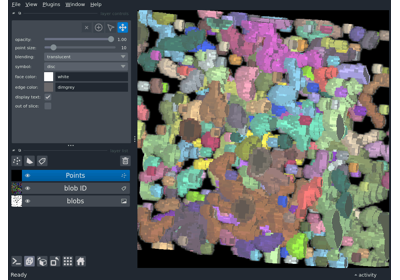 File View Plugins Window Help
opacity: 1.00
point size: 10
blending: translucent
symbol: disc
face color: white
edge color: dimgrey
display text:
out of slice:
Points
blob ID
blobs
Ready
activity